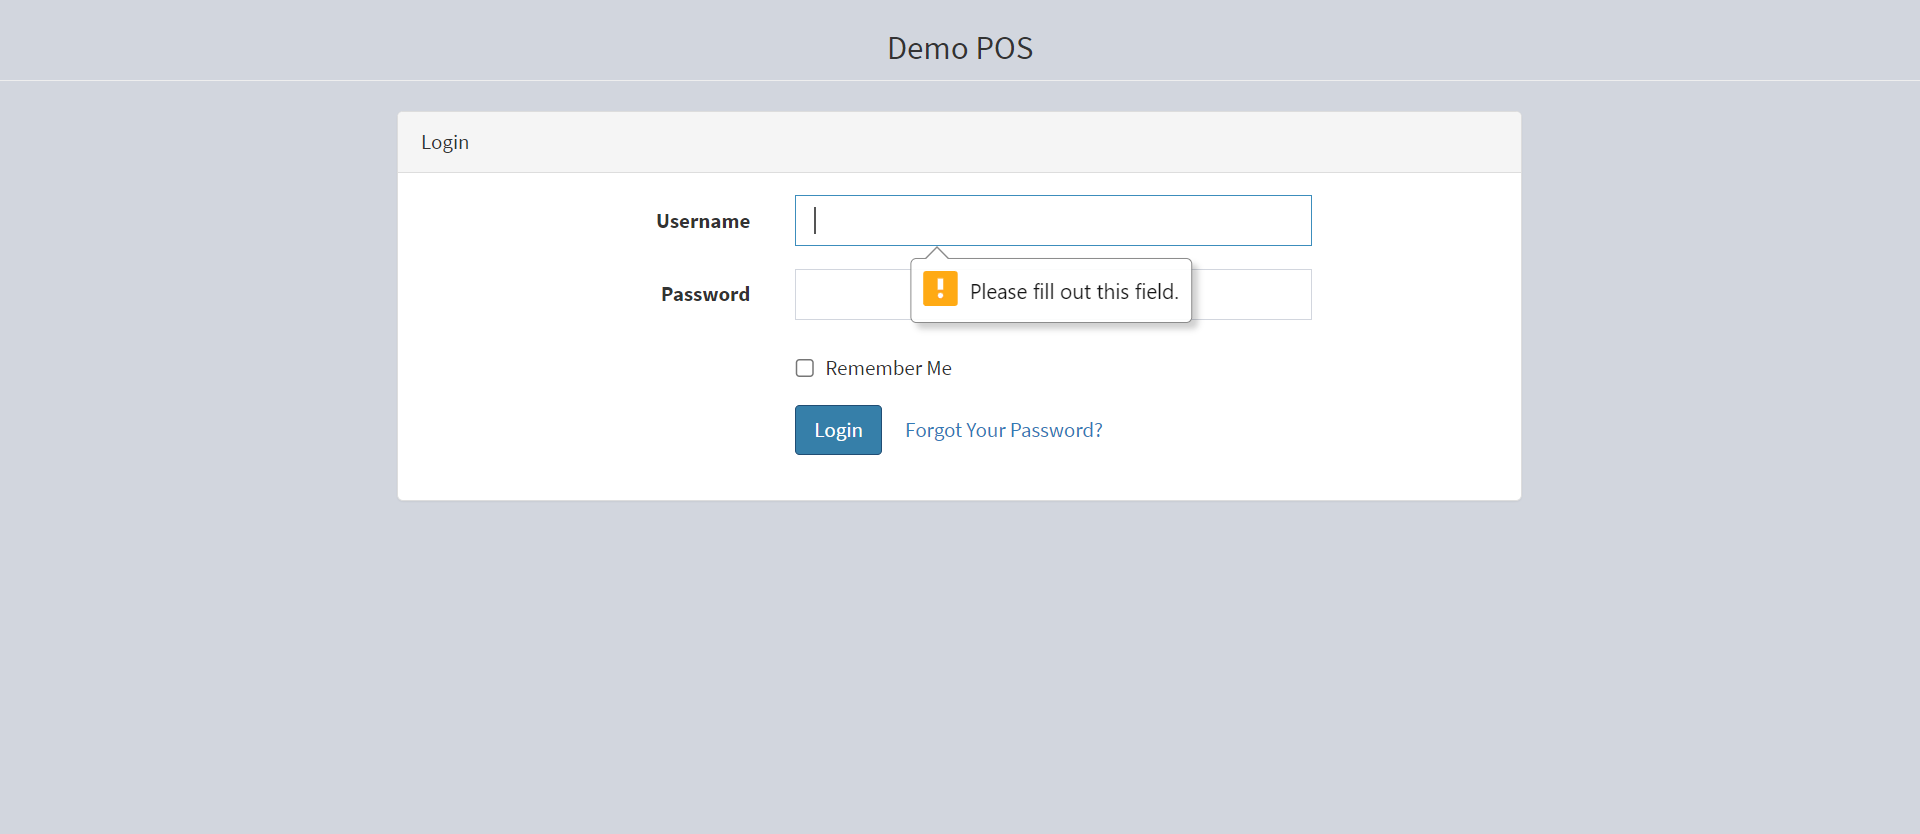 Demo POS
Login
Username
Please fill out this field.
Password
Remember Me
Login Forgot Your Password?